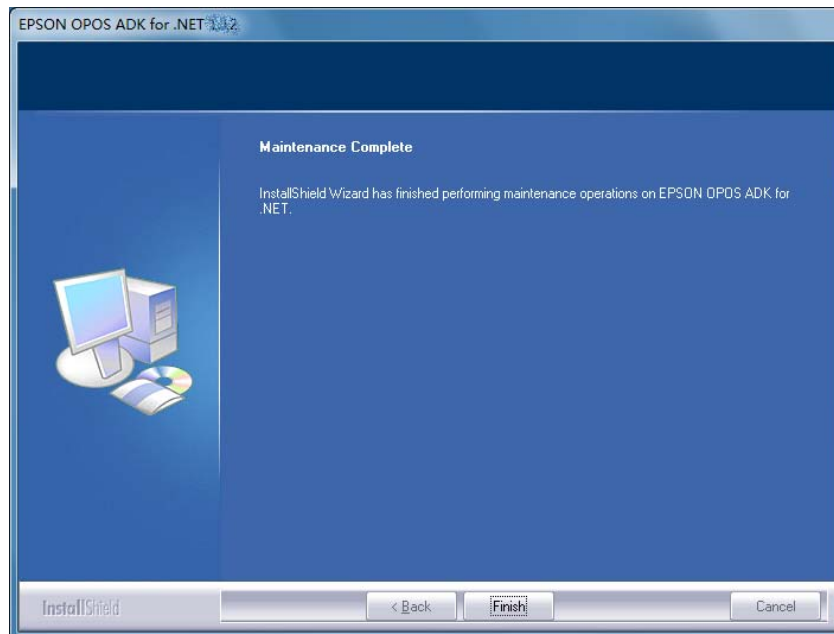 EPSON OPOS ADK for .NET
Maintenance Complete
InstallShield Wizard has finished performing maintenance operations on EPSON OPOS ADK for
.NET.
InstallShield
< Back
Finish
Cancel